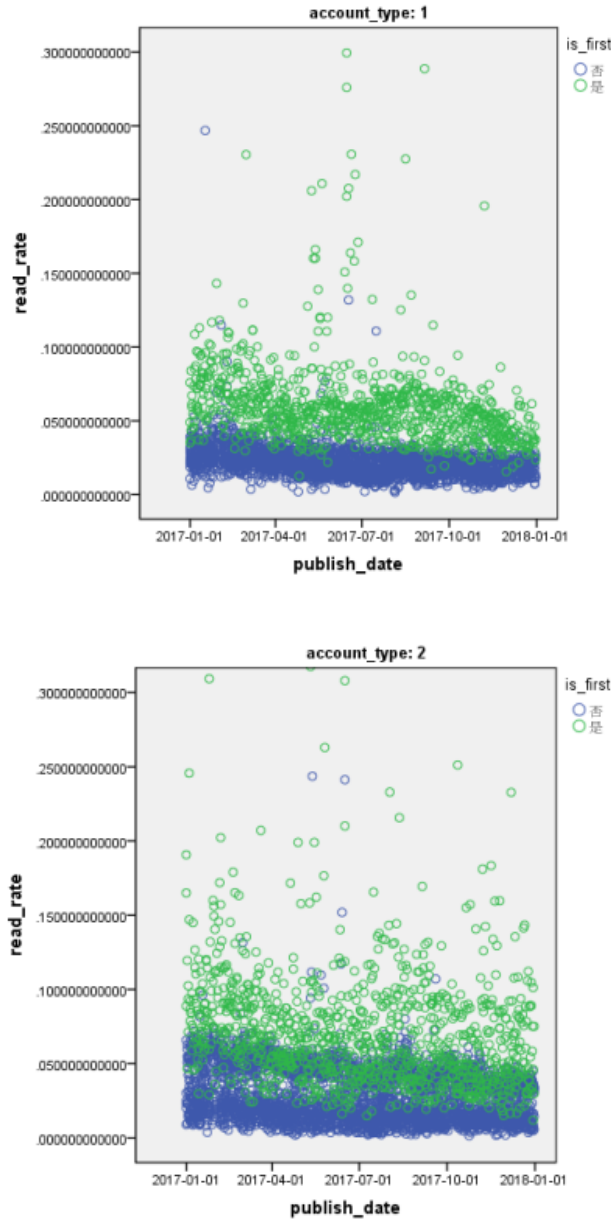 account_type: 1
is_first
否
是
.300000000000
.250000000000
.200000000000
.150000000000
.100000000000
.050000000000
.000000000000
read_rate
2017-01-01 2017-04-01 2017-07-01 2017-10-01 2018-01-01
publish_date
account_type: 2
is_first
否
是
.300000000000
.250000000000
.200000000000
.150000000000
.100000000000
.050000000000
.000000000000
read_rate
2017-01-01 2017-04-01 2017-07-01 2017-10-01 2018-01-01
publish_date